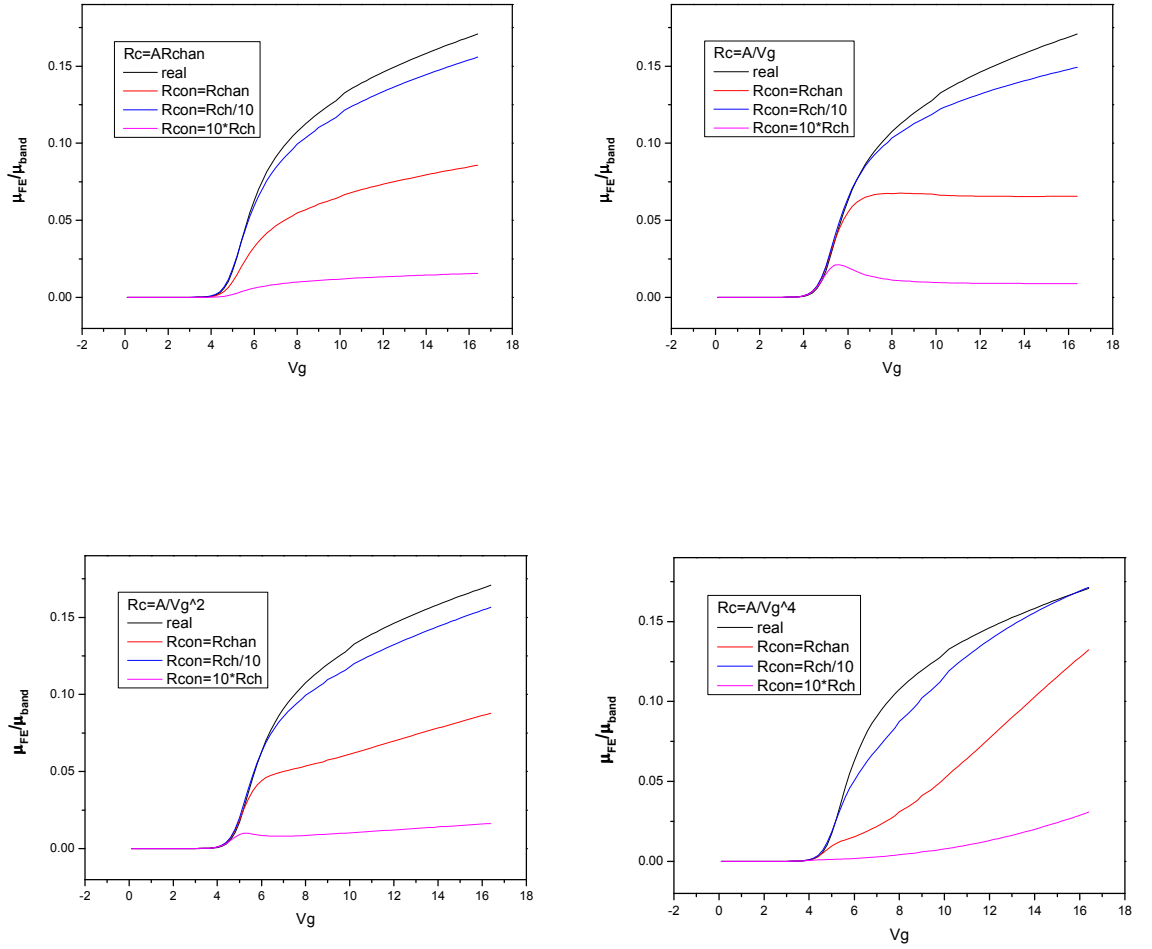 Rc=ARchan
real
Rcon=Rchan
Rcon=Rch/10
Rcon=10*Rch
0.15
0.10
0.05
0.00
μFE/μband
-2 0 2 4 6 8 10 12 14 16 18
Vg
Rc=A/Vg
real
Rcon=Rchan
Rcon=Rch/10
Rcon=10*Rch
0.15
0.10
0.05
0.00
μFE/μband
-2 0 2 4 6 8 10 12 14 16 18
Vg
Rc=A/Vg^2
real
Rcon=Rchan
Rcon=Rch/10
Rcon=10*Rch
0.15
0.10
0.05
0.00
μFE/μband
-2 0 2 4 6 8 10 12 14 16 18
Vg
Rc=A/Vg^4
real
Rcon=Rchan
Rcon=Rch/10
Rcon=10*Rch
0.15
0.10
0.05
0.00
μFE/μband
-2 0 2 4 6 8 10 12 14 16 18
Vg